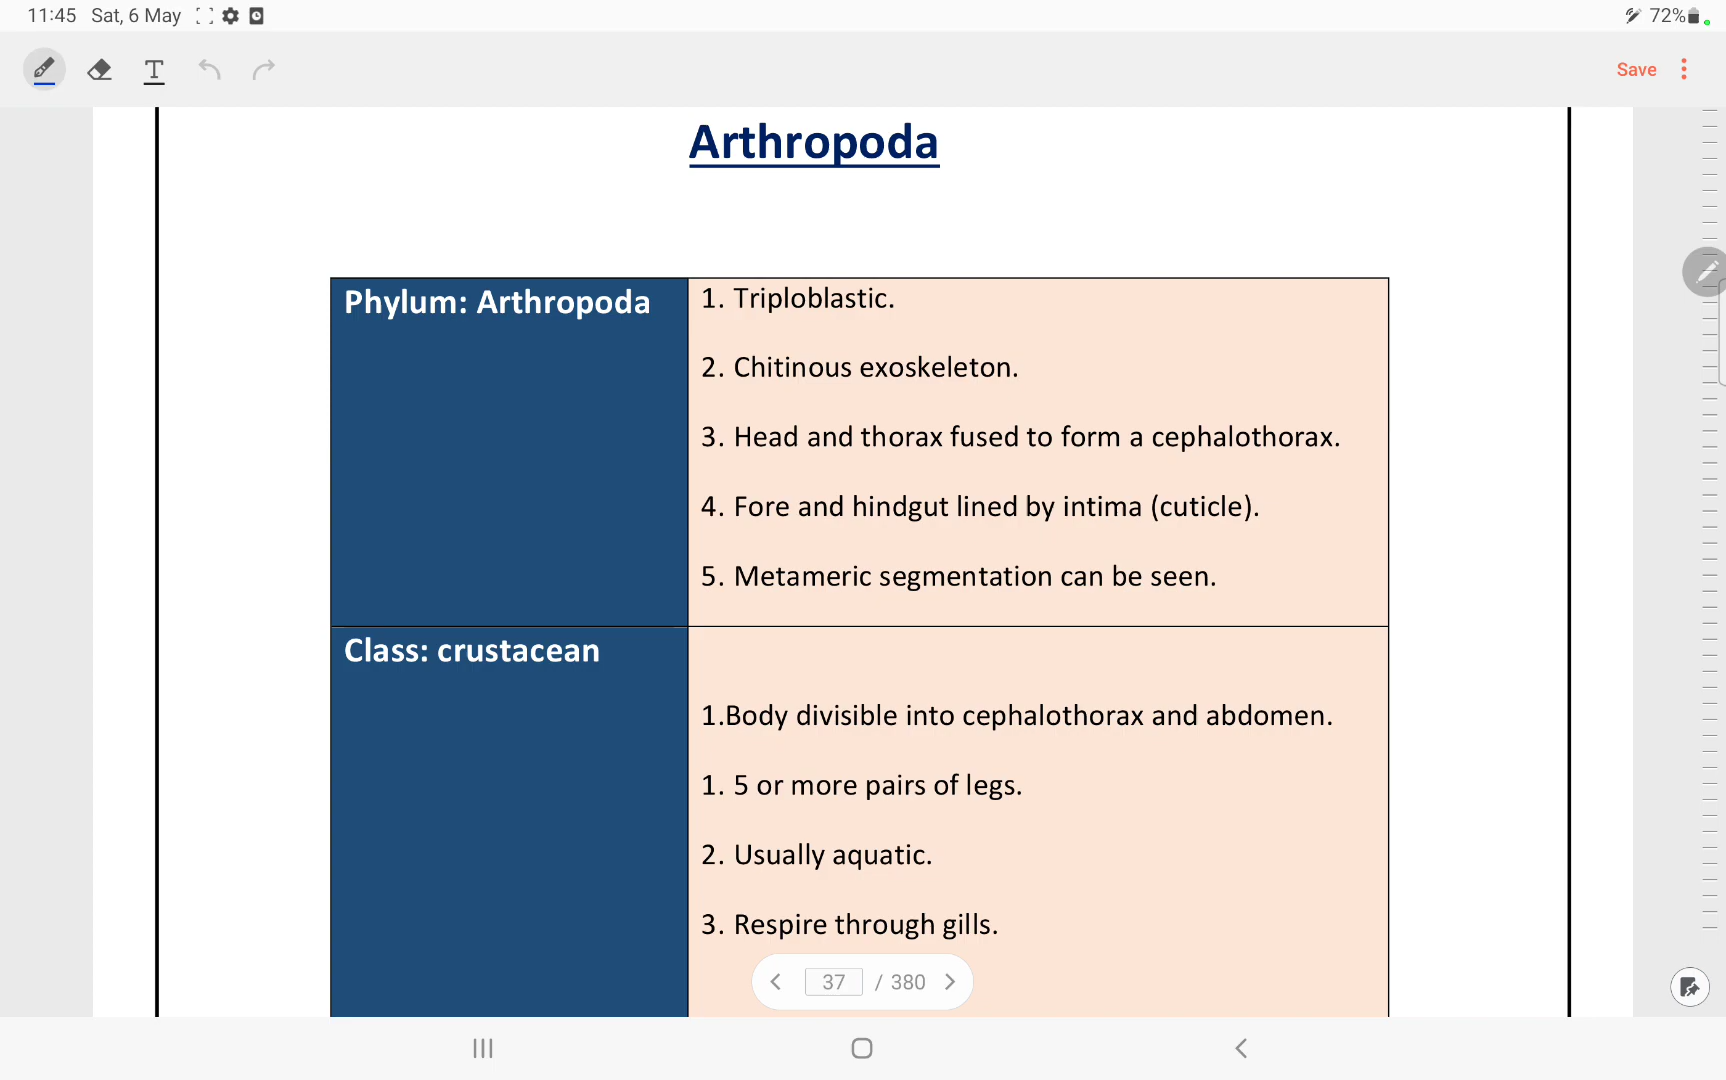 11:45 Sat, 6 May
72%
T
Save
Arthropoda
Phylum: Arthropoda
1. Triploblastic.
2. Chitinous exoskeleton.
3. Head and thorax fused to form a cephalothorax.
4. Fore and hindgut lined by intima (cuticle).
5. Metameric segmentation can be seen.
Class: crustacean
1.Body divisible into cephalothorax and abdomen.
1. 5 or more pairs of legs.
2. Usually aquatic.
3. Respire through gills.
37 / 380